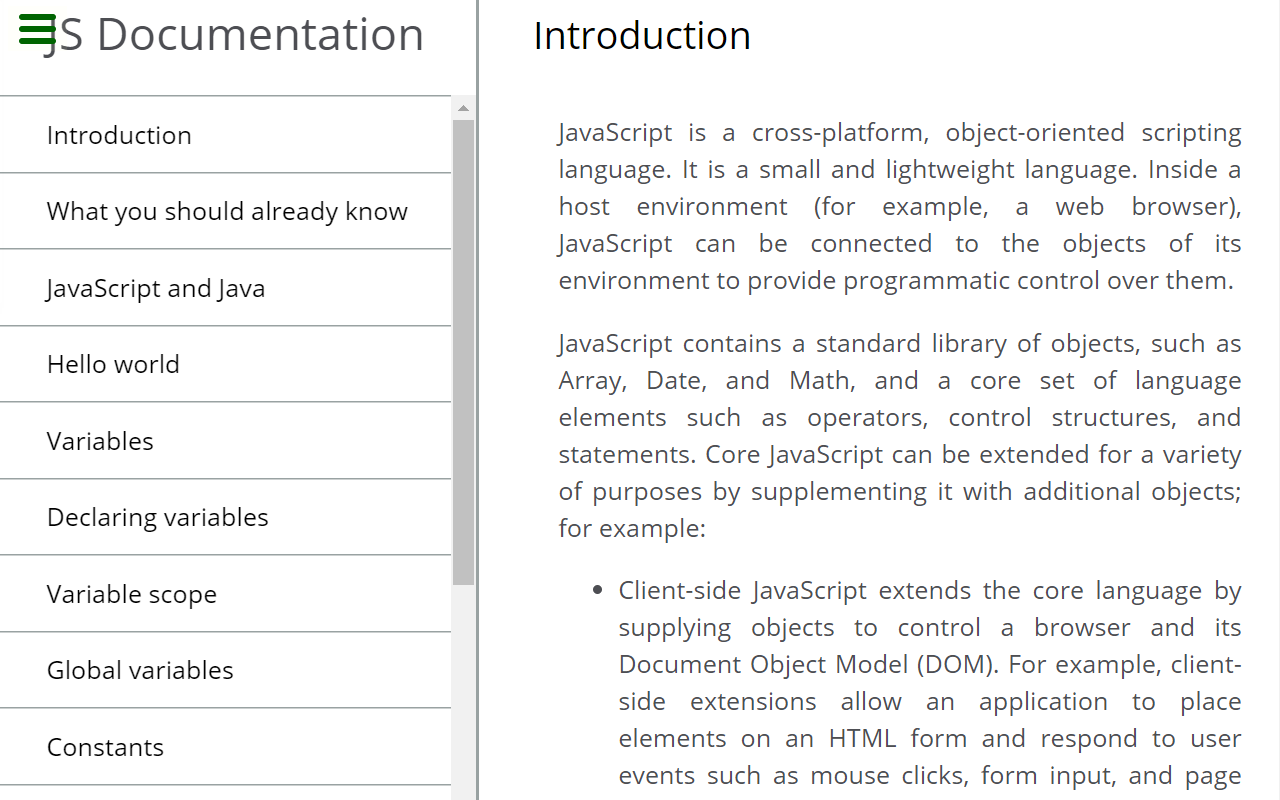 JS Documentation
Introduction
What you should already know
JavaScript and Java
Hello world
Variables
Declaring variables
Variable scope
Global variables
Constants
Introduction
JavaScript is a cross-platform, object-oriented scripting
language. It is a small and lightweight language. Inside a
host environment (for example, a web browser),
JavaScript can be connected to the objects of its
environment to provide programmatic control over them.
JavaScript contains a standard library of objects, such as
Array, Date, and Math, and a core set of language
elements such as operators, control structures, and
statements. Core JavaScript can be extended for a variety
of purposes by supplementing it with additional objects;
for example:
• Client-side JavaScript extends the core language by
supplying objects to control a browser and its
Document Object Model (DOM). For example, client-
side extensions allow an application to place
elements on an HTML form and respond to user
events such as mouse clicks, form input, and page